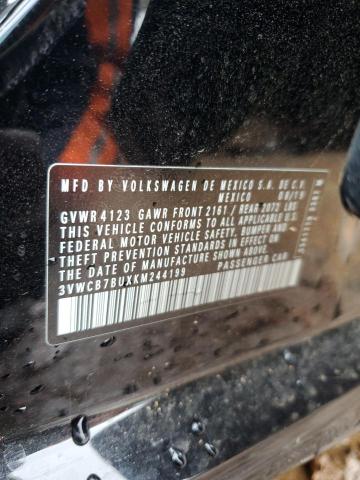 MFD BY VOLKSWAGEN DE MEXICO S.A. DE C.V.
MEXICO 08/19
GVWR 4123 GAWR FRONT 2161 / REAR 2072 LBS
THIS VEHICLE CONFORMS TO ALL APPLICABLE U.S.
FEDERAL MOTOR VEHICLE SAFETY, BUMPER AND
THEFT PREVENTION STANDARDS IN EFFECT ON
THE DATE OF MANUFACTURE SHOWN ABOVE.
3VWCB7BUXKM244199 PASSENGER CAR